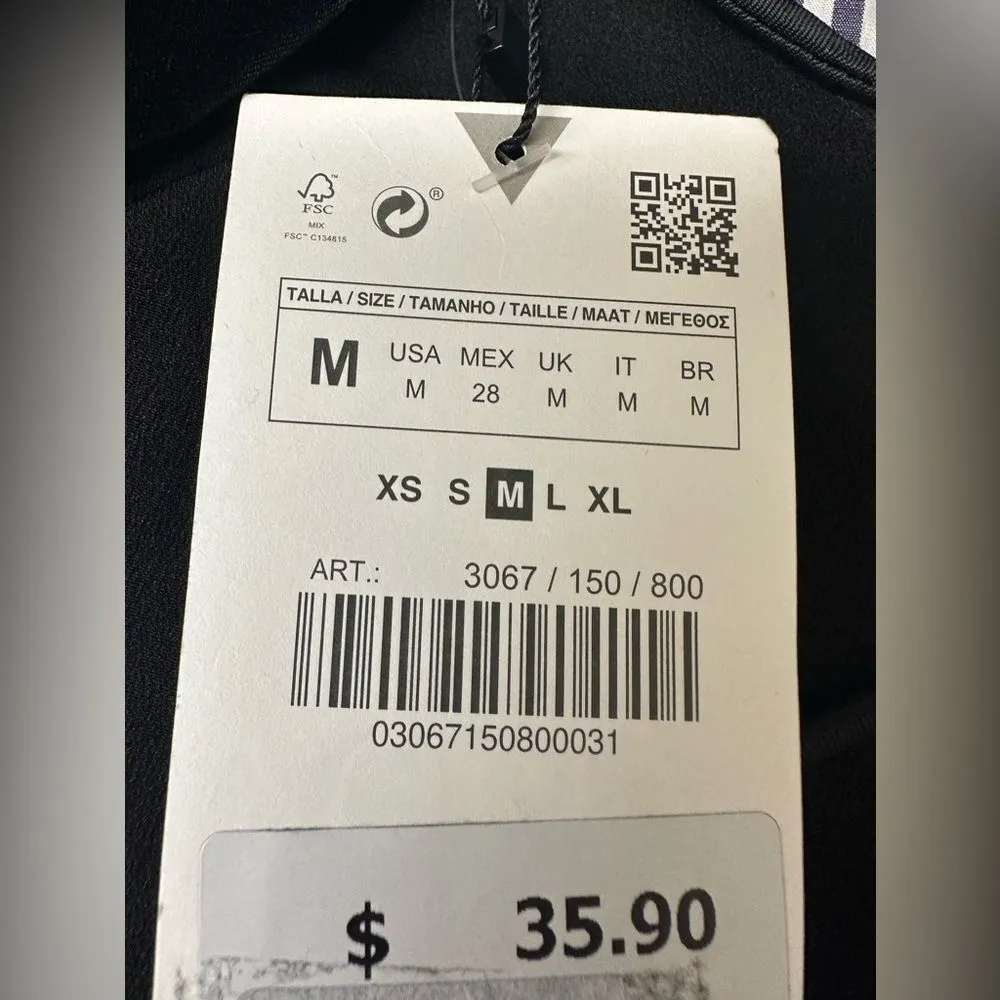 FSC™
MIX
FSC™ C134815
®
TALLA / SIZE / TAMANHO / TAILLE / MAAT / ΜΕΓΕΘΟΣ
M USA MEX UK IT BR
M 28 M M M
XS S M L XL
ART.: 3067 / 150 / 800
03067150800031
$ 35.90